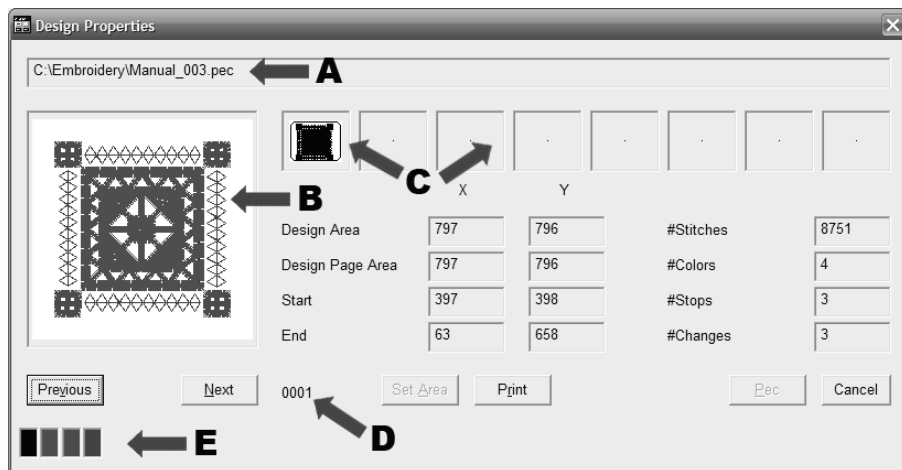 Design Properties
C:\Embroidery\Manual_003.pec
A
B
C
X Y
Design Area 797 796 #Stitches 8751
Design Page Area 797 796 #Colors 4
Start 397 398 #Stops 3
End 63 658 #Changes 3
Previous Next 0001 Set Area Print Pec Cancel
D
E